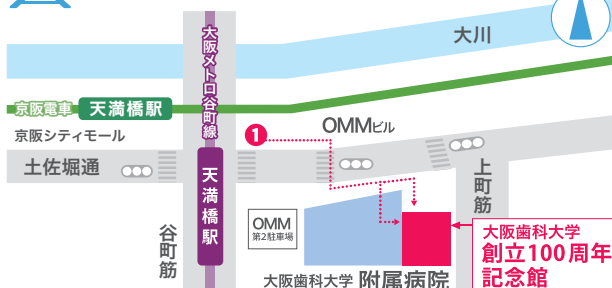 大川
大阪メトロ谷町線
京阪電車 天満橋駅
1
OMMビル
京阪シティモール
土佐堀通
天満橋駅
上町筋
谷町筋
OMM
第2駐車場
大阪歯科大学 附属病院
大阪歯科大学
創立100周年
記念館